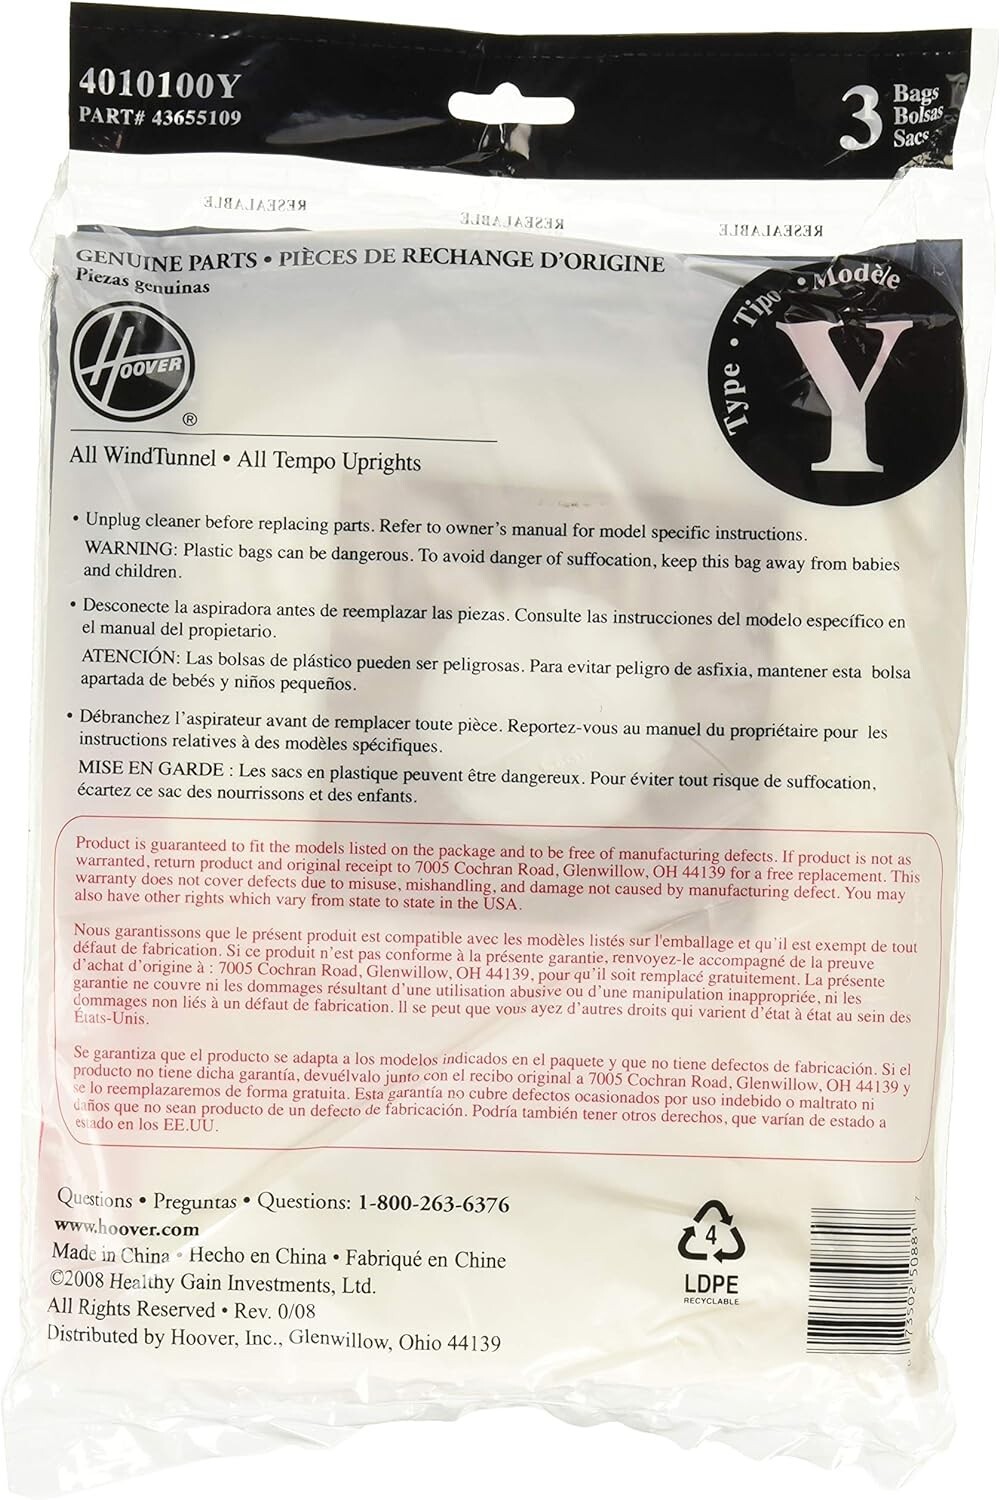 4010100Y
PART# 43655109
3 Bags
Bolsas
Sacs
RESEALABLE
RESEALABLE
RESEALABLE
GENUINE PARTS • PIÈCES DE RECHANGE D'ORIGINE
Piezas genuinas
HOOVER
®
Type • Tipo • Modèle
Y
All WindTunnel • All Tempo Uprights
• Unplug cleaner before replacing parts. Refer to owner's manual for model specific instructions.
WARNING: Plastic bags can be dangerous. To avoid danger of suffocation, keep this bag away from babies
and children.
• Desconecte la aspiradora antes de reemplazar las piezas. Consulte las instrucciones del modelo específico en
el manual del propietario.
ATENCIÓN: Las bolsas de plástico pueden ser peligrosas. Para evitar peligro de asfixia, mantener esta bolsa
apartada de bebés y niños pequeños.
• Débranchez l'aspirateur avant de remplacer toute pièce. Reportez-vous au manuel du propriétaire pour les
instructions relatives à des modèles spécifiques.
MISE EN GARDE : Les sacs en plastique peuvent être dangereux. Pour éviter tout risque de suffocation,
écartez ce sac des nourrissons et des enfants.
Product is guaranteed to fit the models listed on the package and to be free of manufacturing defects. If product is not as
warranted, return product and original receipt to 7005 Cochran Road, Glenwillow, OH 44139 for a free replacement. This
warranty does not cover defects due to misuse, mishandling, and damage not caused by manufacturing defect. You may
also have other rights which vary from state to state in the USA.
Nous garantissons que le présent produit est compatible avec les modèles listés sur l'emballage et qu'il est exempt de tout
défaut de fabrication. Si ce produit n'est pas conforme à la présente garantie, renvoyez-le accompagné de la preuve
d'achat d'origine à : 7005 Cochran Road, Glenwillow, OH 44139, pour qu'il soit remplacé gratuitement. La présente
garantie ne couvre ni les dommages résultant d'une utilisation abusive ou d'une manipulation inappropriée, ni les
dommages non liés à un défaut de fabrication. Il se peut que vous ayez d'autres droits qui varient d'état à état au sein des
États-Unis.
Se garantiza que el producto se adapta a los modelos indicados en el paquete y que no tiene defectos de fabricación. Si el
producto no tiene dicha garantía, devuélvalo junto con el recibo original a 7005 Cochran Road, Glenwillow, OH 44139 y
se lo reemplazaremos de forma gratuita. Esta garantía no cubre defectos ocasionados por uso indebido o maltrato ni
daños que no sean producto de un defecto de fabricación. Podría también tener otros derechos, que varían de estado a
estado en los EE.UU.
Questions • Preguntas • Questions: 1-800-263-6376
www.hoover.com
Made in China • Hecho en China • Fabriqué en Chine
©2008 Healthy Gain Investments, Ltd.
All Rights Reserved • Rev. 0/08
Distributed by Hoover, Inc., Glenwillow, Ohio 44139
4
LDPE
RECYCLABLE
73502 50881 7